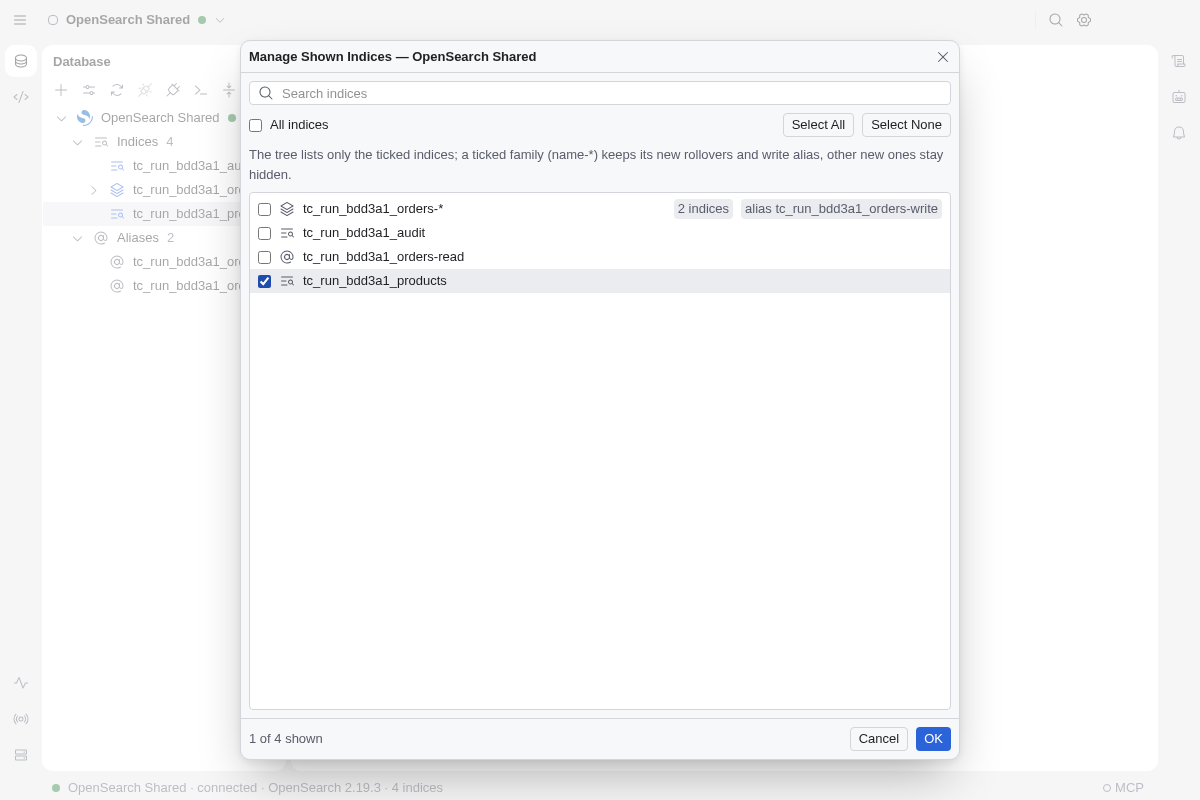 OpenSearch Shared
Manage Shown Indices — OpenSearch Shared
Database
Search indices
All indices
Select All
Select None
The tree lists only the ticked indices; a ticked family (name-*) keeps its new rollovers and write alias, other new ones stay
hidden.
OpenSearch Shared
Indices 4
tc_run_bdd3a1_au
tc_run_bdd3a1_ord
tc_run_bdd3a1_pro
Aliases 2
tc_run_bdd3a1_ord
tc_run_bdd3a1_ord
tc_run_bdd3a1_orders-* 2 indices alias tc_run_bdd3a1_orders-write
tc_run_bdd3a1_audit
tc_run_bdd3a1_orders-read
tc_run_bdd3a1_products
1 of 4 shown
Cancel
OK
OpenSearch Shared · connected · OpenSearch 2.19.3 · 4 indices
MCP